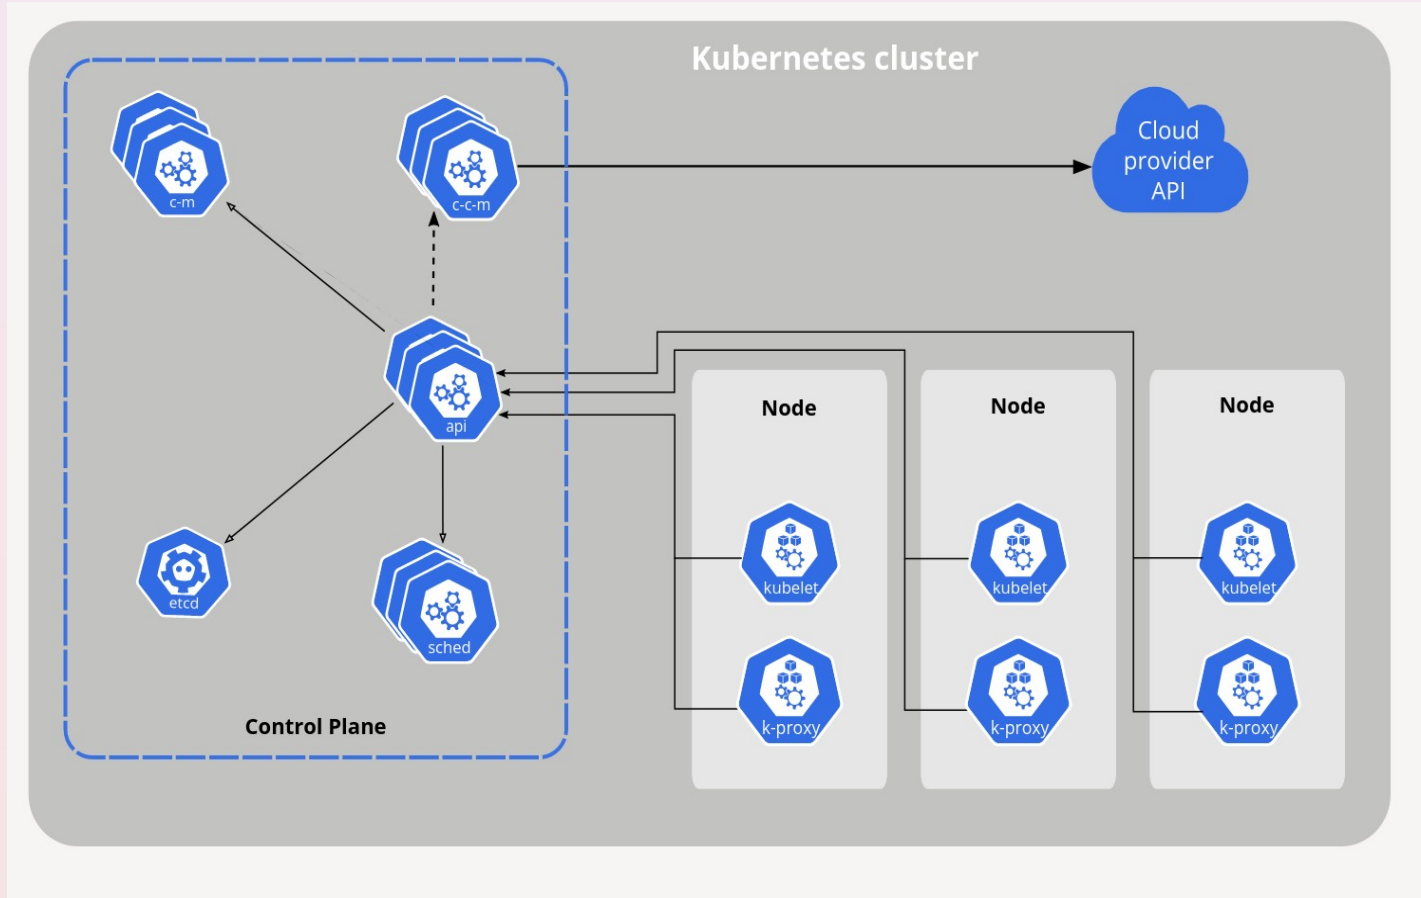 Kubernetes cluster
c-m
c-c-m
Cloud
provider
API
api
etcd
sched
Control Plane
Node
kubelet
k-proxy
Node
kubelet
k-proxy
Node
kubelet
k-proxy